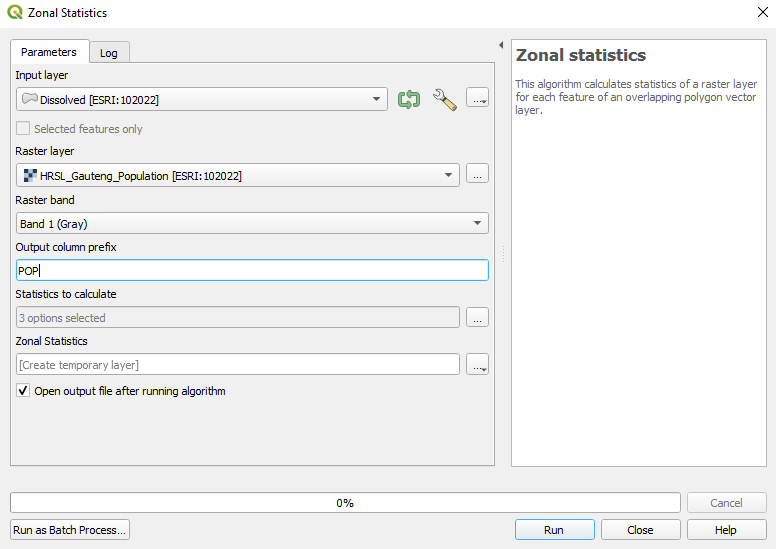 Zonal Statistics
Parameters
Log
Input layer
Dissolved [ESRI:102022]
...
Selected features only
Raster layer
HRSL_Gauteng_Population [ESRI:102022]
...
Raster band
Band 1 (Gray)
Output column prefix
POP
Statistics to calculate
3 options selected
...
Zonal Statistics
[Create temporary layer]
...
Open output file after running algorithm
Zonal statistics
This algorithm calculates statistics of a raster layer
for each feature of an overlapping polygon vector
layer.
0%
Cancel
Run as Batch Process...
Run
Close
Help